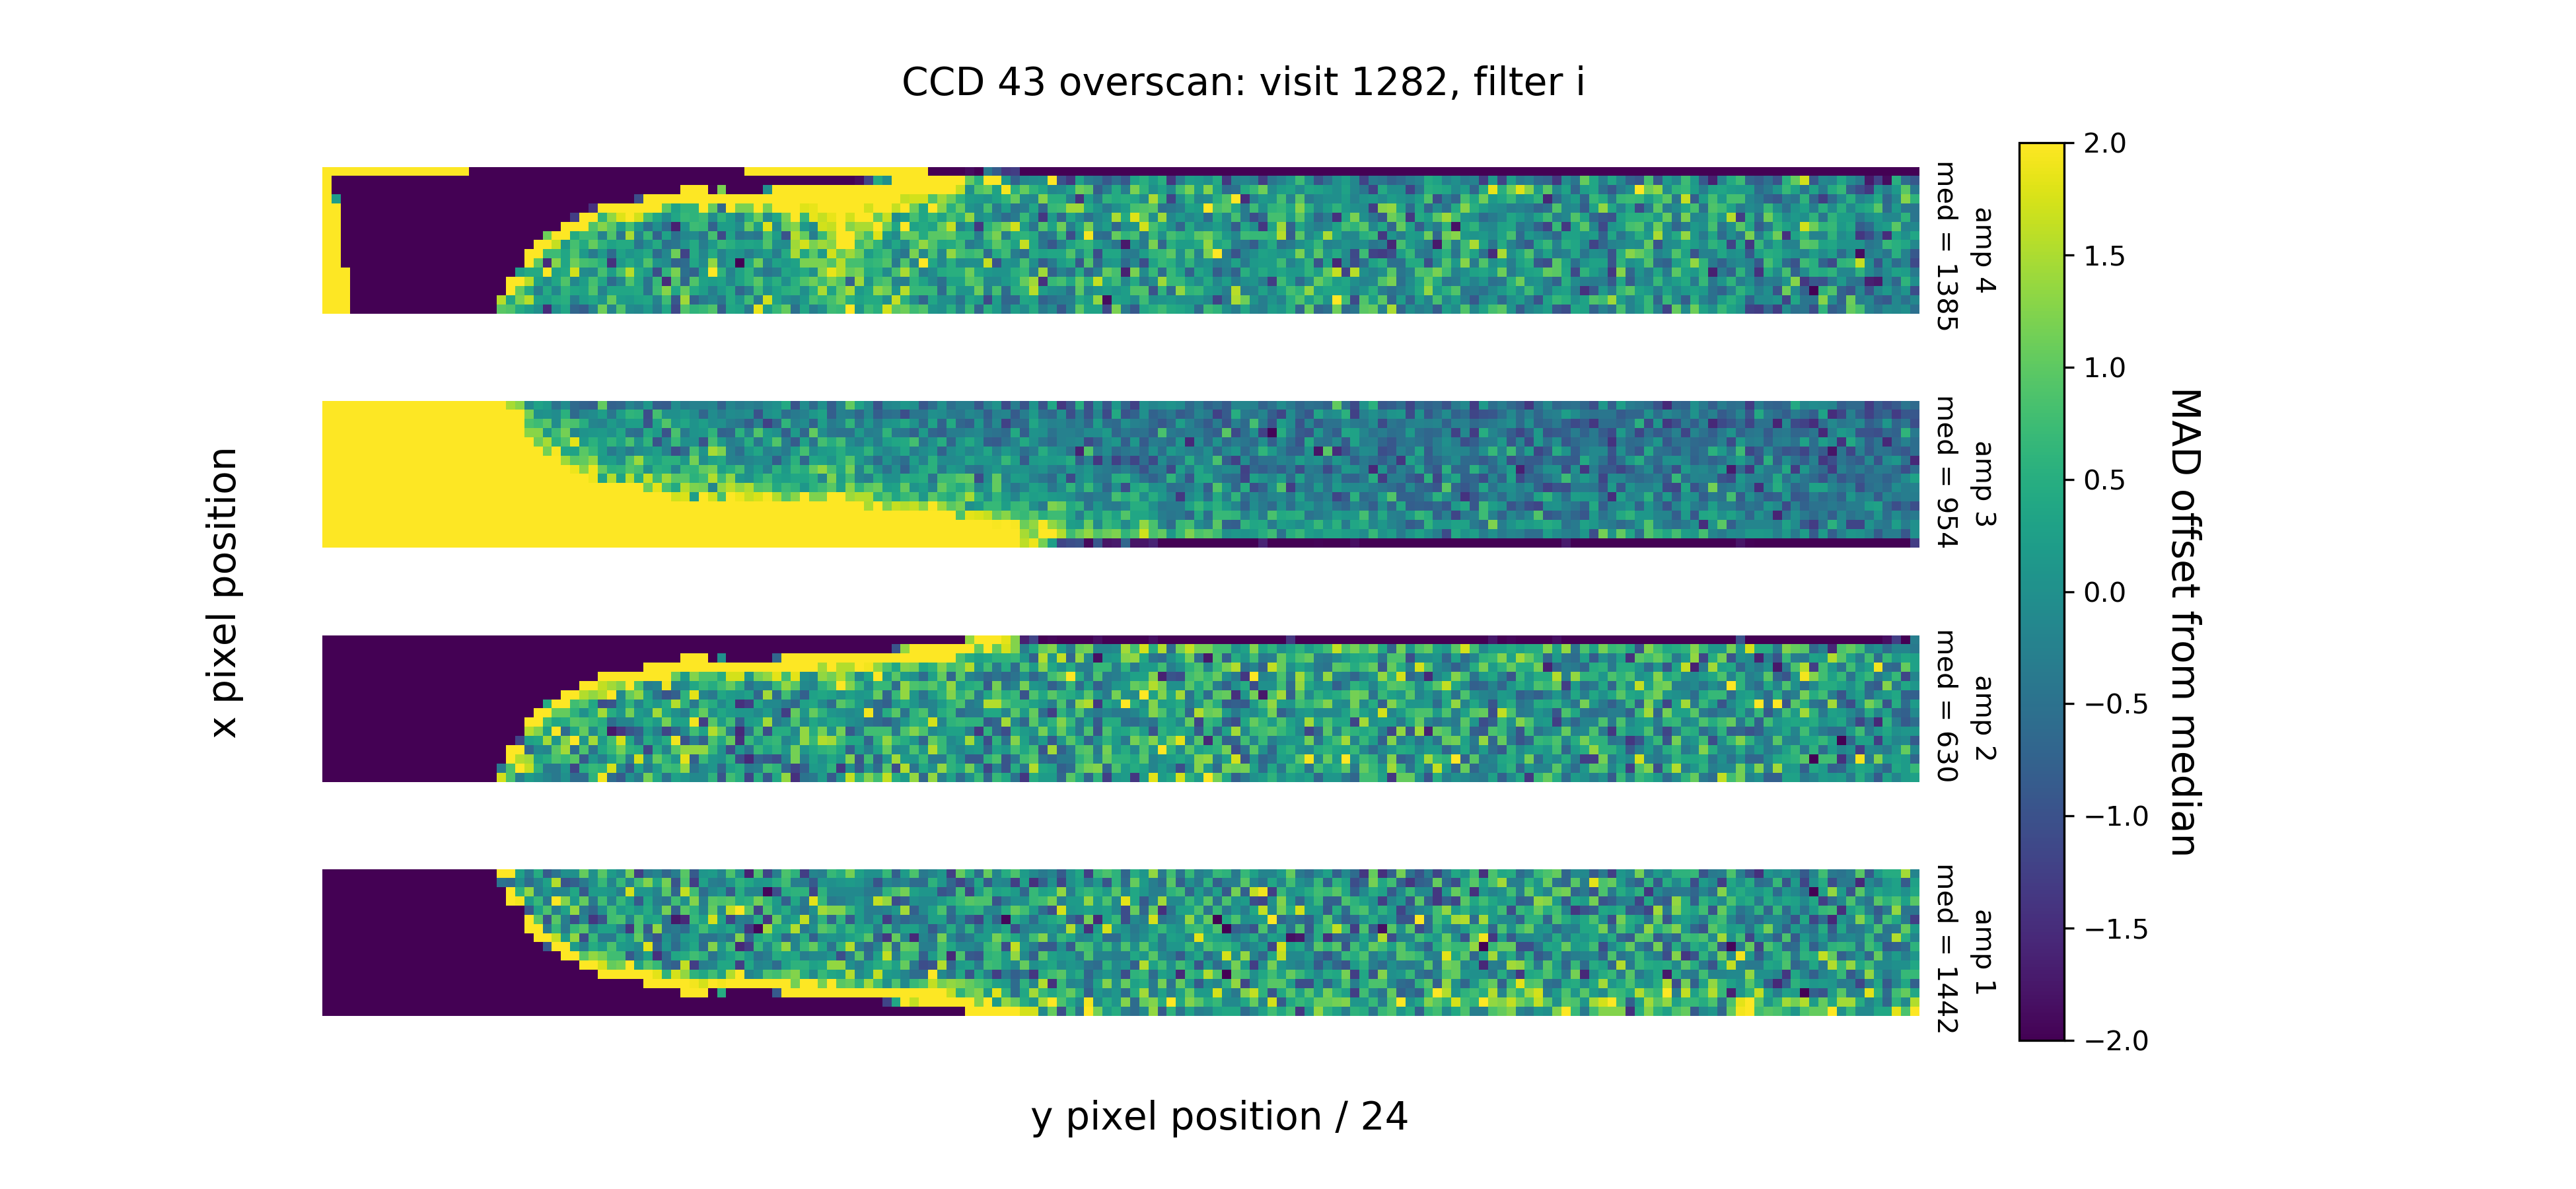 CCD 43 overscan: visit 1282, filter i
x pixel position
amp 4
med = 1385
amp 3
med = 954
amp 2
med = 630
amp 1
med = 1442
y pixel position / 24
2.0
1.5
1.0
0.5
0.0
−0.5
−1.0
−1.5
−2.0
MAD offset from median